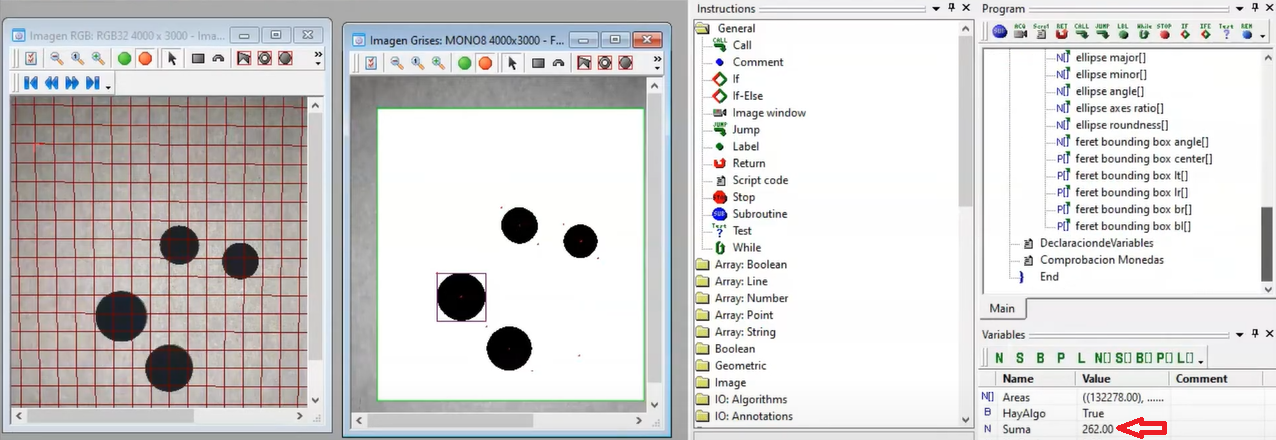 Imagen RGB: RGB32 4000 x 3000 - Ima...
Imagen Grises: MONO8 4000x3000 - F...
Instructions
General
Call
Comment
If
If-Else
Image window
Jump
Label
Return
Script code
Stop
Subroutine
Test
While
Array: Boolean
Array: Line
Array: Number
Array: Point
Array: String
Boolean
Geometric
Image
IO: Algorithms
IO: Annotations
Program
SUB ACQ Script RET CALL JUMP LBL While STOP IF IFE Test REM
N[] ellipse major[]
N[] ellipse minor[]
N[] ellipse angle[]
N[] ellipse axes ratio[]
N[] ellipse roundness[]
N[] feret bounding box angle[]
P[] feret bounding box center[]
P[] feret bounding box lt[]
P[] feret bounding box lr[]
P[] feret bounding box br[]
P[] feret bounding box bl[]
DeclaraciondeVariables
Comprobacion Monedas
} End
Main
Variables
N S B P L N[] S[] B[] P[] L[]
Name Value Comment
N[] Areas ((132278.00), ......
B HayAlgo True
N Suma 262.00